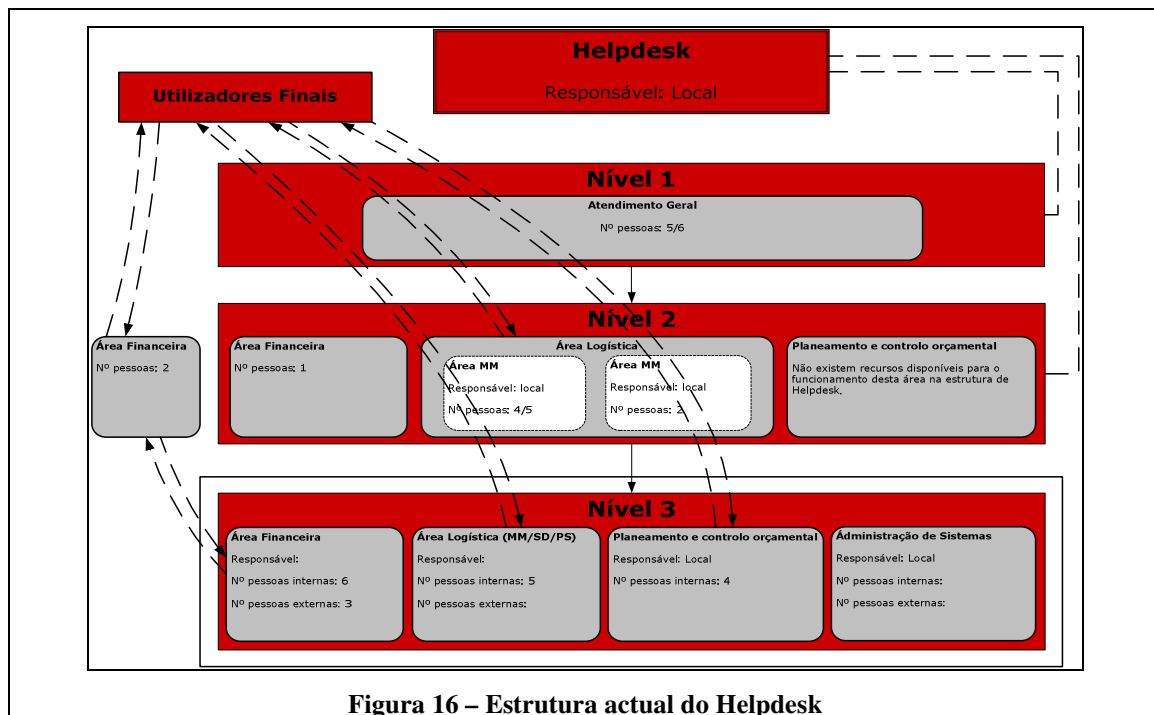 Helpdesk
Responsável: Local
Utilizadores Finais
Nível 1
Atendimento Geral
Nº pessoas: 5/6
Nível 2
Área Financeira
Nº pessoas: 2
Área Financeira
Nº pessoas: 1
Área Logística
Área MM
Responsável: local
Nº pessoas: 4/5
Área MM
Responsável: local
Nº pessoas: 2
Planeamento e controlo orçamental
Não existem recursos disponíveis para o
funcionamento desta área na estrutura de
Helpdesk.
Nível 3
Área Financeira
Responsável:
Nº pessoas internas: 6
Nº pessoas externas: 3
Área Logística (MM/SD/PS)
Responsável:
Nº pessoas internas: 5
Nº pessoas externas:
Planeamento e controlo orçamental
Responsável: Local
Nº pessoas internas: 4
Ádministração de Sistemas
Responsável: Local
Nº pessoas internas:
Nº pessoas externas:
Figura 16 – Estrutura actual do Helpdesk